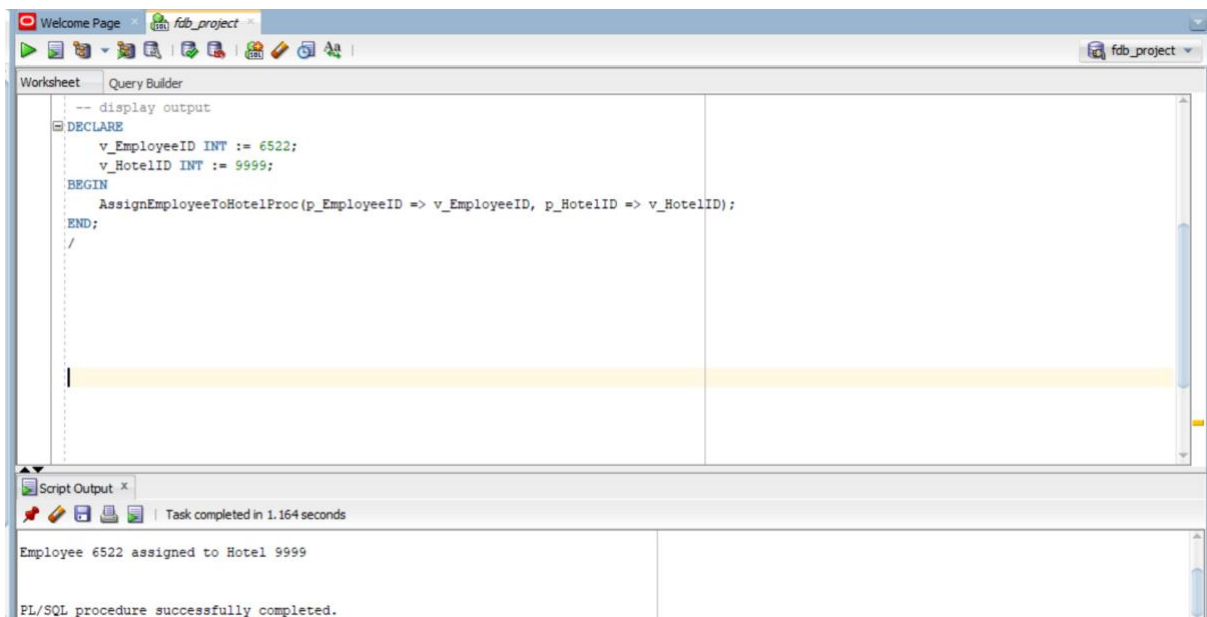 Welcome Page
fdb_project
fdb_project
Worksheet
Query Builder
-- display output
DECLARE
v_EmployeeID INT := 6522;
v_HotelID INT := 9999;
BEGIN
AssignEmployeeToHotelProc(p_EmployeeID => v_EmployeeID, p_HotelID => v_HotelID);
END;
/
Script Output
Task completed in 1.164 seconds
Employee 6522 assigned to Hotel 9999
PL/SQL procedure successfully completed.